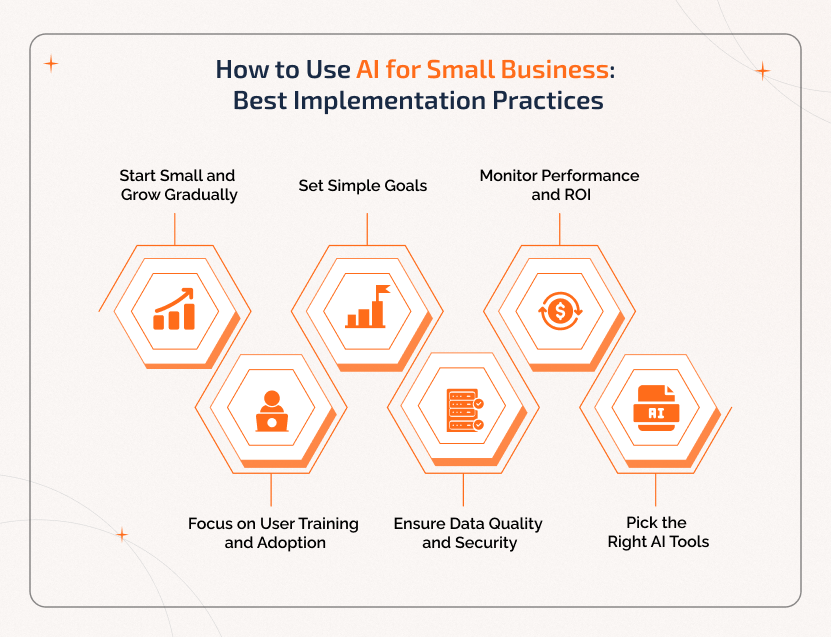 How to Use AI for Small Business:
Best Implementation Practices
Start Small and
Grow Gradually
Set Simple Goals
Monitor Performance
and ROI
$
AI
Focus on User Training
and Adoption
Ensure Data Quality
and Security
Pick the
Right AI Tools